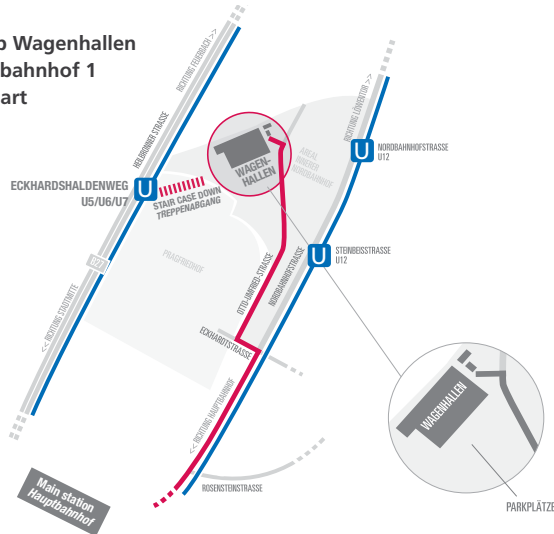 o Wagenhallen
bahnhof 1
art
RICHTUNG FEUERBACH >>
HEILBRONNER STRASSE
RICHTUNG LÖWENTOR >>
U
NORDBAHNHOFSTRASSE
U12
AREAL
INNERER
NORDBAHNHOF
WAGEN-
HALLEN
ECKHARDSHALDENWEG
U5/U6/U7
U
STAIR CASE DOWN
TREPPENABGANG
PRAGFRIEDHOF
B27
<< RICHTUNG STADTMITTE
OTTO-UMFRIED-STRASSE
NORDBAHNHOFSTRASSE
U
STEINBEISSTRASSE
U12
ECKHARDTSTRASSE
<< RICHTUNG HAUPTBAHNHOF
WAGENHALLEN
Main station
Hauptbahnhof
ROSENSTEINSTRASSE
PARKPLÄTZE